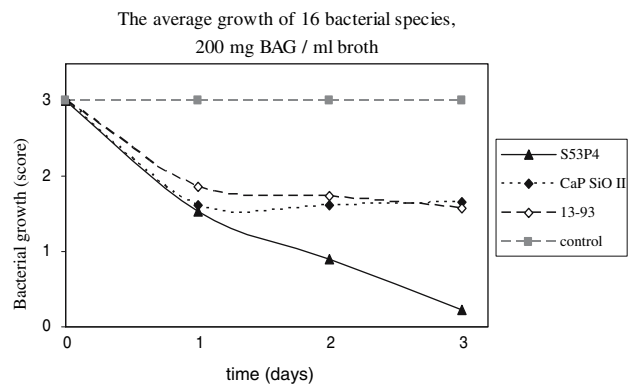 The average growth of 16 bacterial species,
200 mg BAG / ml broth
Bacterial growth (score)
3
2
1
0
0 1 2 3
time (days)
S53P4
CaP SiO II
13-93
control